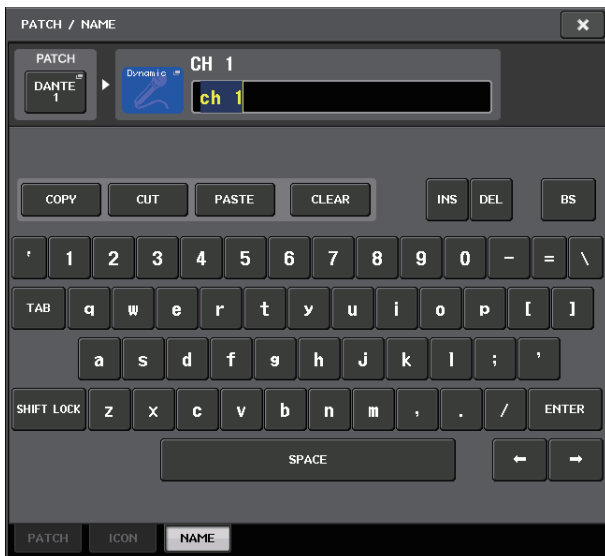 PATCH / NAME
PATCH
DANTE
1
Dynamic
CH 1
ch 1
COPY CUT PASTE CLEAR INS DEL BS
' 1 2 3 4 5 6 7 8 9 0 - = \
TAB q w e r t y u i o p [ ]
a s d f g h j k l ; '
SHIFT LOCK z x c v b n m , . / ENTER
SPACE ← →
PATCH ICON NAME